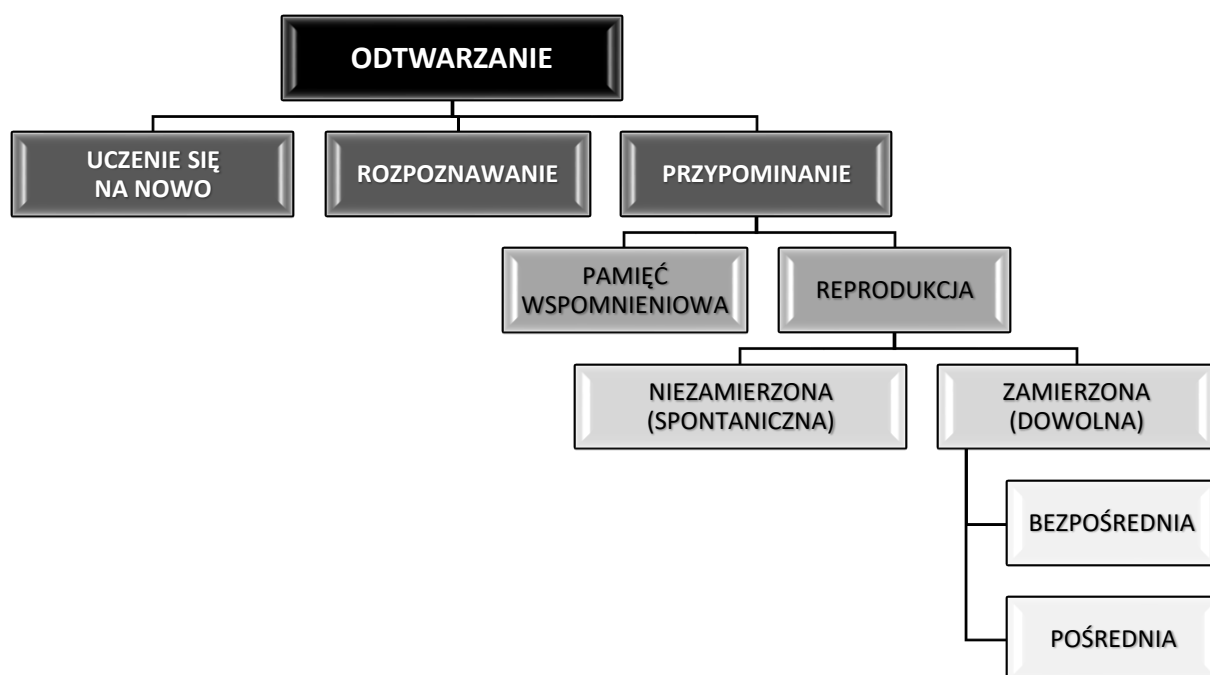 ODTWARZANIE
UCZENIE SIĘ
NA NOWO
ROZPOZNAWANIE
PRZYPOMINANIE
PAMIĘĆ
WSPOMNIENIOWA
REPRODUKCJA
NIEZAMIERZONA
(SPONTANICZNA)
ZAMIERZONA
(DOWOLNA)
BEZPOŚREDNIA
POŚREDNIA